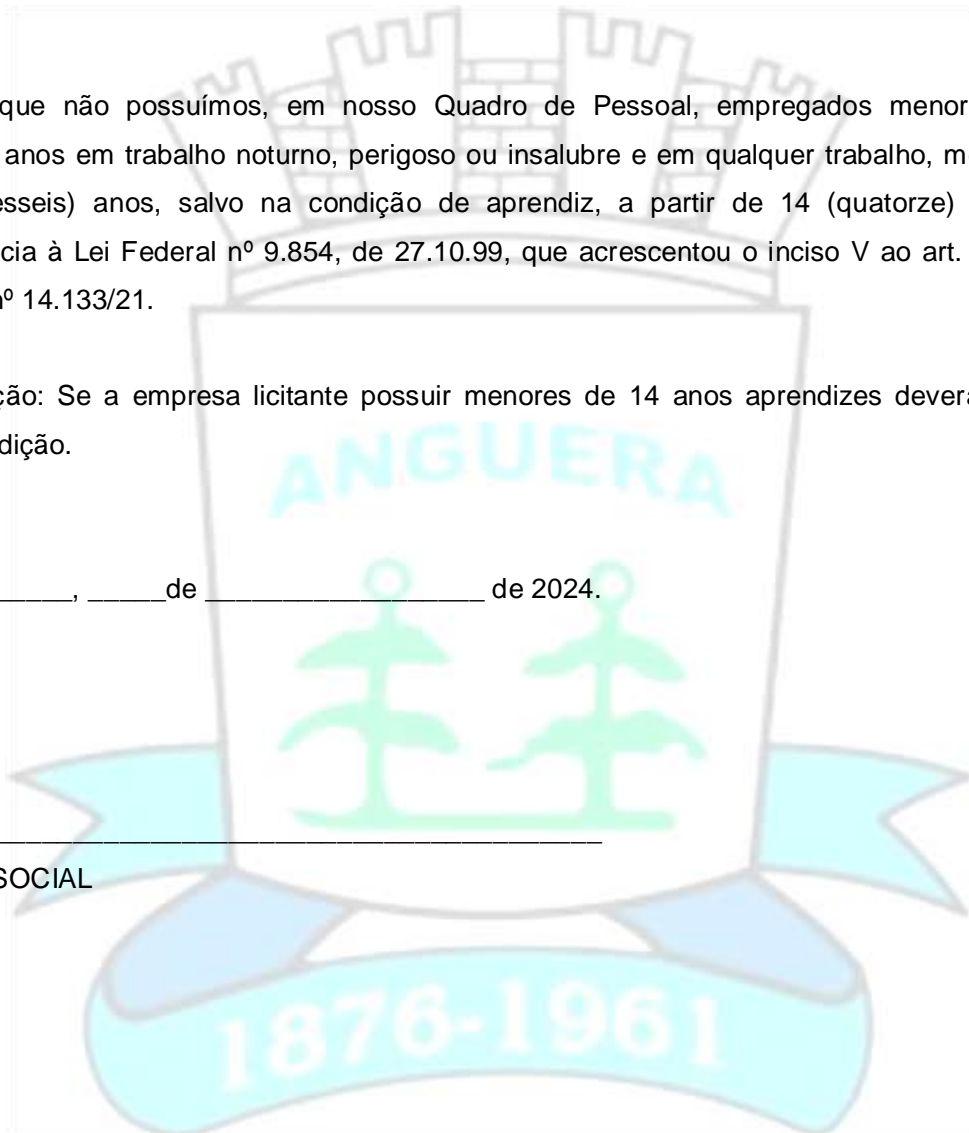 que não possuímos, em nosso Quadro de Pessoal, empregados menor
anos em trabalho noturno, perigoso ou insalubre e em qualquer trabalho, m
esseis) anos, salvo na condição de aprendiz, a partir de 14 (quatorze)
cia à Lei Federal nº 9.854, de 27.10.99, que acrescentou o inciso V ao art.
nº 14.133/21.
ção: Se a empresa licitante possuir menores de 14 anos aprendizes dever
dição.
ANGUERA
_____, _____de __________________ de 2024.
_______________________________________
SOCIAL
1876-1961